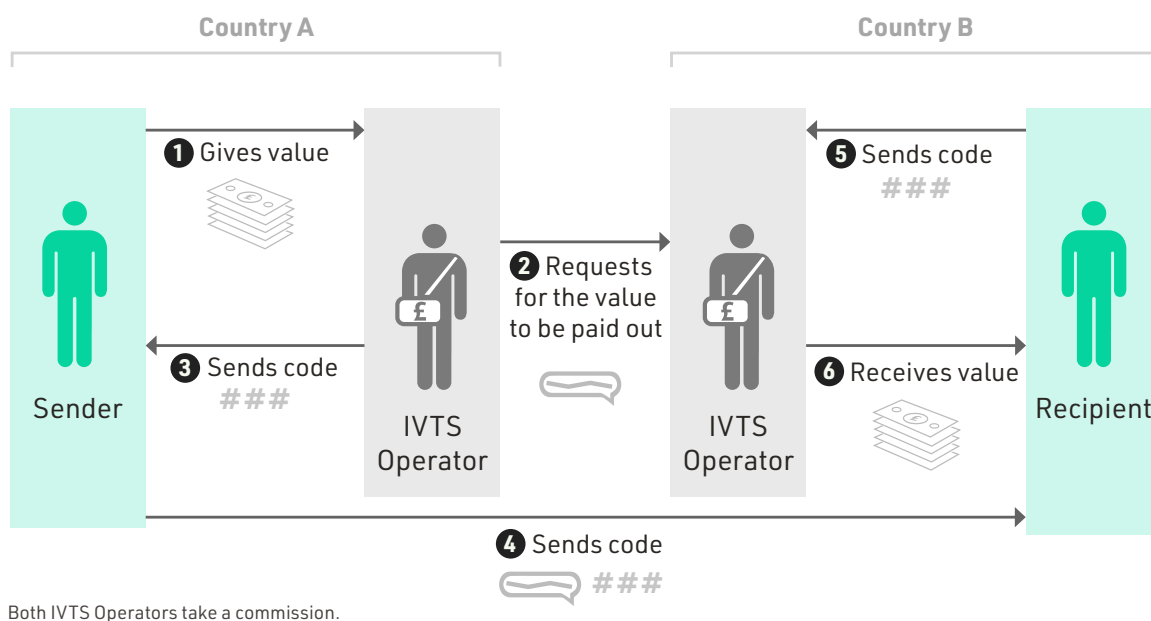 Country A
Country B
1 Gives value
£
5 Sends code
###
£
£
2 Requests
for the value
to be paid out
3 Sends code
###
6 Receives value
£
Sender
IVTS
Operator
IVTS
Operator
Recipient
4 Sends code
###
Both IVTS Operators take a commission.